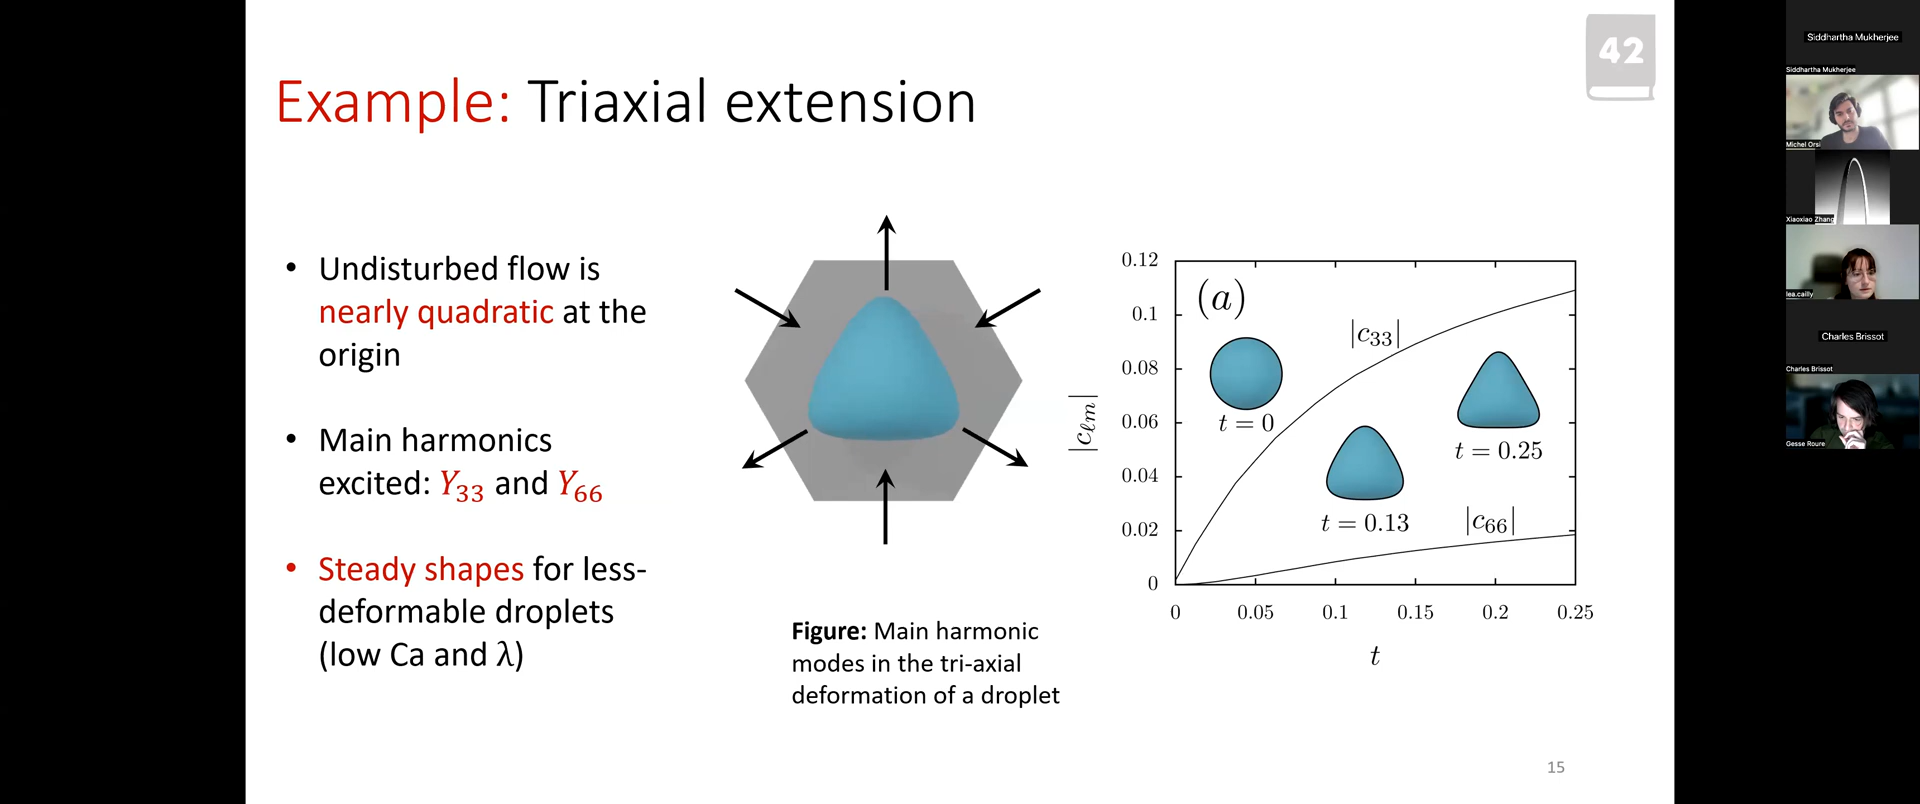 42
Example: Triaxial extension
• Undisturbed flow is
nearly quadratic at the
origin
• Main harmonics
excited: Y33 and Y66
• Steady shapes for less-
deformable droplets
(low Ca and λ)
Figure: Main harmonic
modes in the tri-axial
deformation of a droplet
(a)
|c33|
t = 0
t = 0.13
t = 0.25
|c66|
|cℓm|
0.12
0.1
0.08
0.06
0.04
0.02
0
0 0.05 0.1 0.15 0.2 0.25
t
15
Siddhartha Mukherjee
Siddhartha Mukherjee
Michel Orsi
Xiaoxiao Zhang
lea.cailly
Charles Brissot
Charles Brissot
Gesse Roure